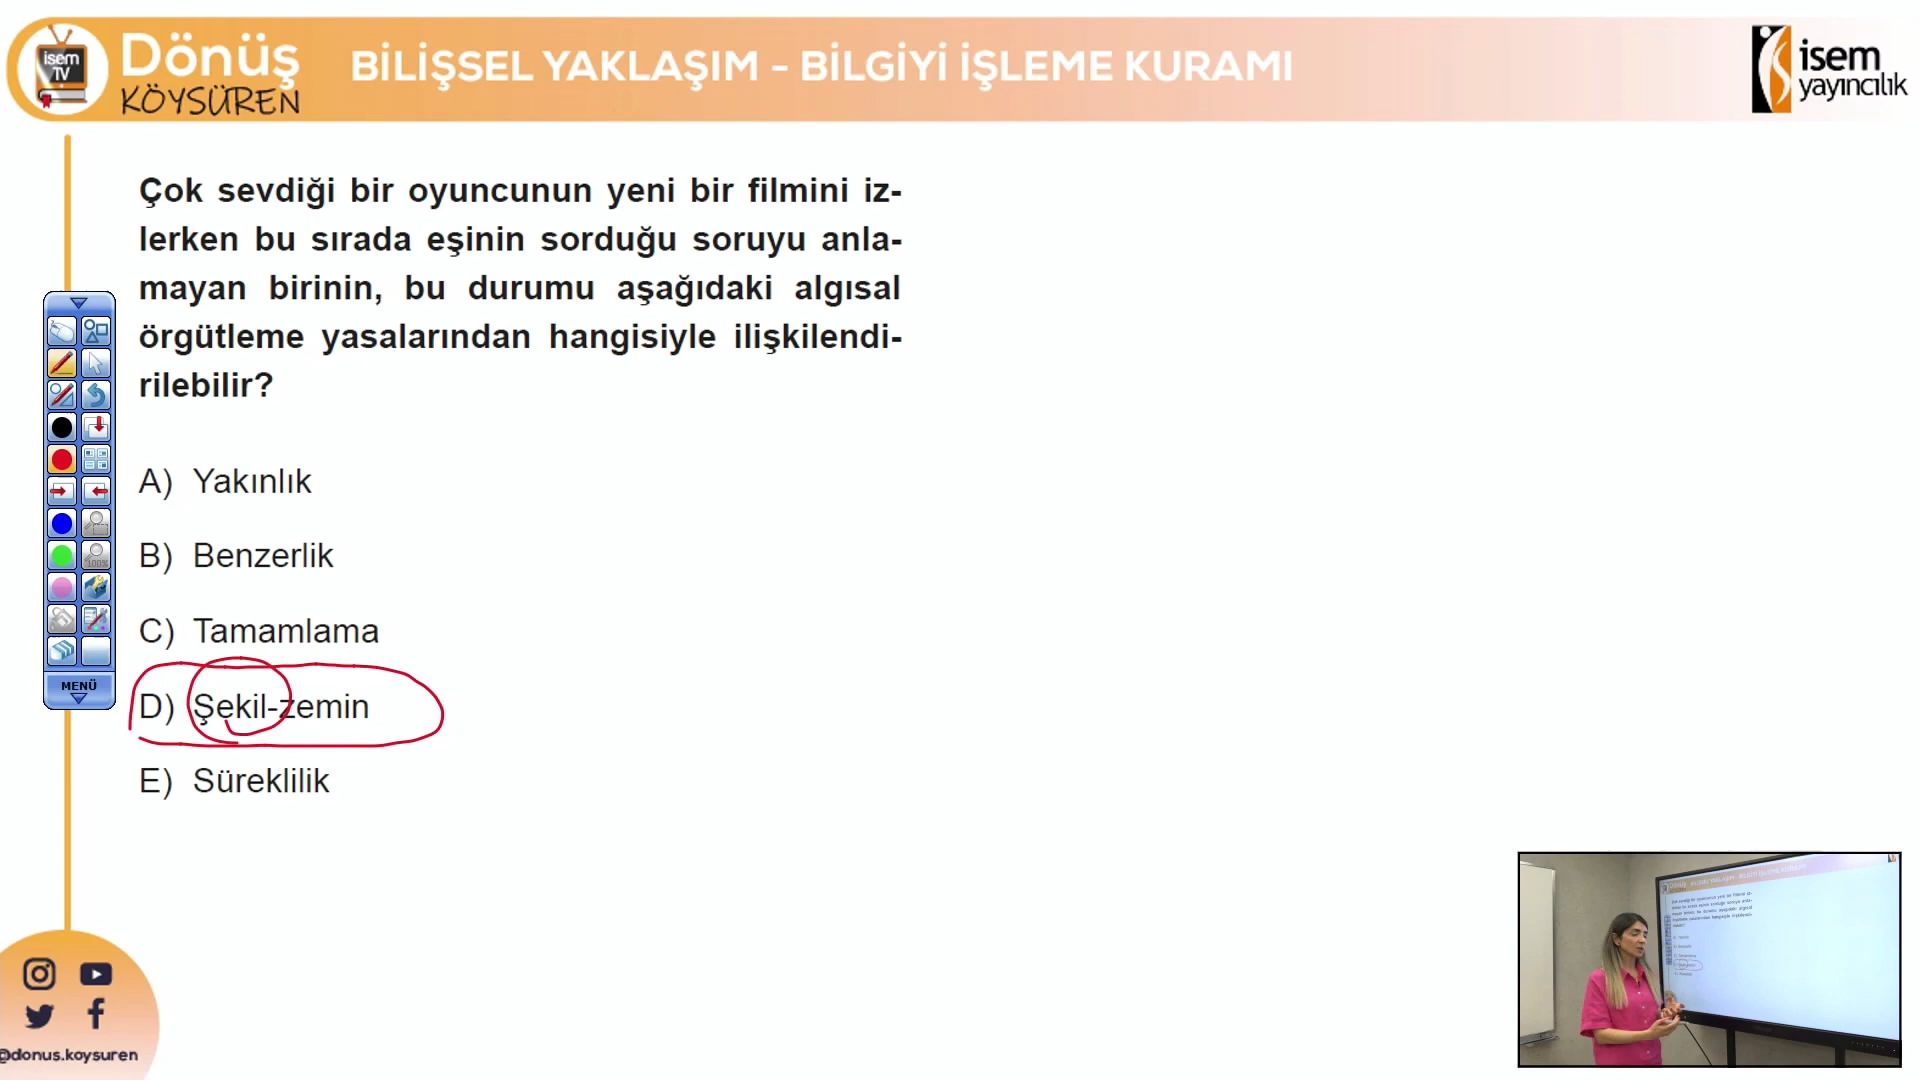 isem
TV
Dönüş
KÖYSÜREN
BİLİŞSEL YAKLAŞIM - BİLGİYİ İŞLEME KURAMI
isem
yayıncılık
Çok sevdiği bir oyuncunun yeni bir filmini iz-
lerken bu sırada eşinin sorduğu soruyu anla-
mayan birinin, bu durumu aşağıdaki algısal
örgütleme yasalarından hangisiyle ilişkilendi-
rilebilir?
A) Yakınlık
B) Benzerlik
C) Tamamlama
D) Şekil-zemin
E) Süreklilik
100%
MENÜ
@donus.koysuren